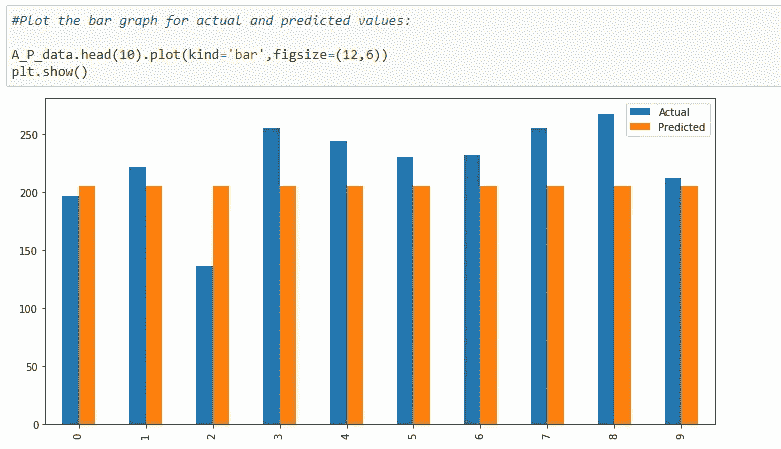 #Plot the bar graph for actual and predicted values:
A_P_data.head(10).plot(kind='bar',figsize=(12,6))
plt.show()
Actual
Predicted
250
200
150
100
50
0
0 1 2 3 4 5 6 7 8 9